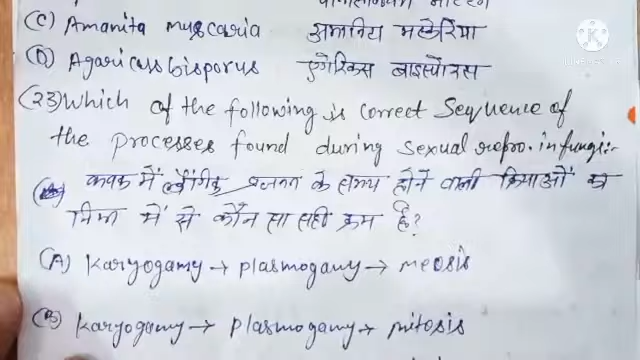 (C) Amanita muscaria अमानिटा मस्केरिया
(D) Agaricus bisporus एगेरिकस बाइस्पोरस
(23) Which of the following is correct Sequence of
the processes found during sexual repro. in fungi:-
कवक में लैंगिक प्रजनन के समय होने वाली क्रियाओं का
निम्न में से कौन सा सही क्रम है?
(A) Karyogamy → plasmogamy → meosis
(B) Karyogamy → plasmogamy → mitosis